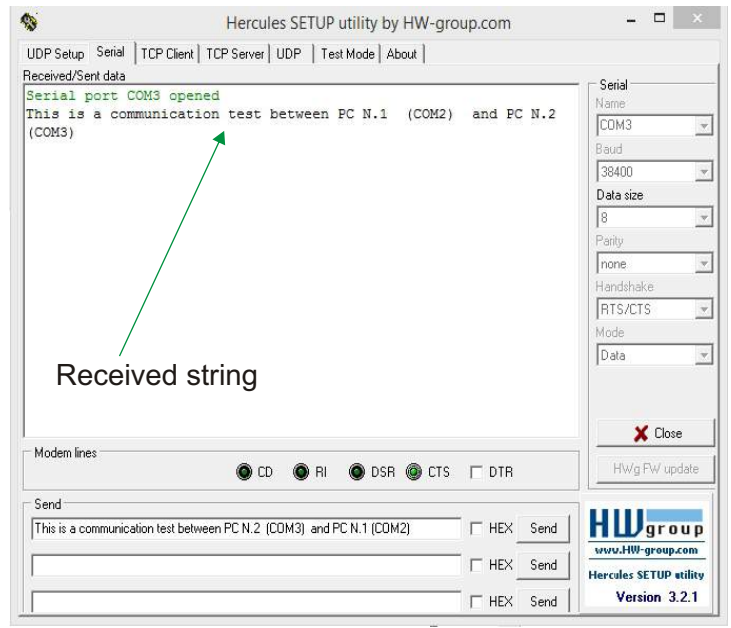 Hercules SETUP utility by HW-group.com
UDP Setup Serial TCP Client TCP Server UDP Test Mode About
Received/Sent data
Serial port COM3 opened
This is a communication test between PC N.1 (COM2) and PC N.2
(COM3)
Received string
Serial
Name
COM3
Baud
38400
Data size
8
Parity
none
Handshake
RTS/CTS
Mode
Data
Close
HWg FW update
Modem lines
CD RI DSR CTS DTR
Send
This is a communication test between PC N.2 (COM3) and PC N.1 (COM2) HEX Send
HEX Send
HEX Send
HWgroup
www.HW-group.com
Hercules SETUP utility
Version 3.2.1